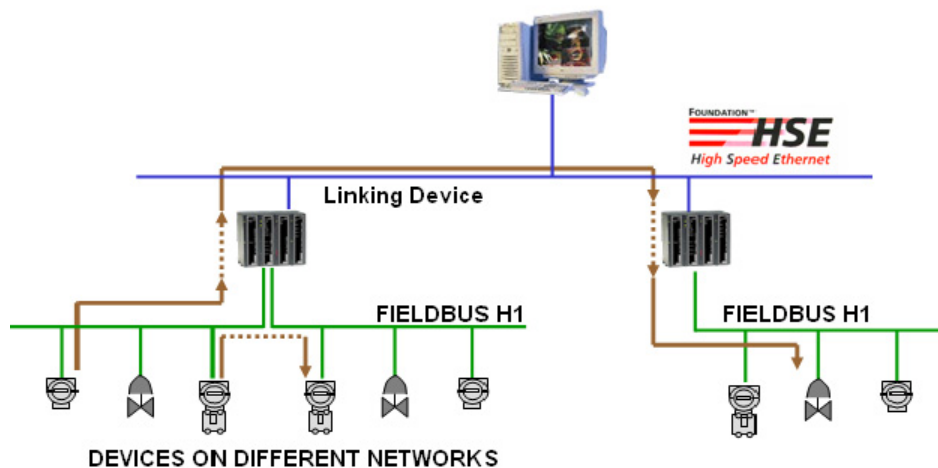 FOUNDATION™
HSE
High Speed Ethernet
Linking Device
FIELDBUS H1
FIELDBUS H1
DEVICES ON DIFFERENT NETWORKS